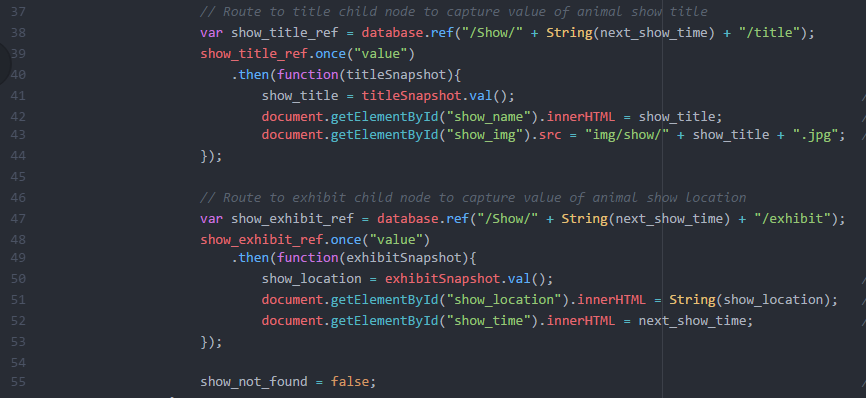 37 // Route to title child node to capture value of animal show title
38 var show_title_ref = database.ref("/Show/" + String(next_show_time) + "/title");
39 show_title_ref.once("value")
40 .then(function(titleSnapshot){
41 show_title = titleSnapshot.val(); /
42 document.getElementById("show_name").innerHTML = show_title; /
43 document.getElementById("show_img").src = "img/show/" + show_title + ".jpg"; /
44 });
45
46 // Route to exhibit child node to capture value of animal show location
47 var show_exhibit_ref = database.ref("/Show/" + String(next_show_time) + "/exhibit");
48 show_exhibit_ref.once("value")
49 .then(function(exhibitSnapshot){
50 show_location = exhibitSnapshot.val(); /
51 document.getElementById("show_location").innerHTML = String(show_location); /
52 document.getElementById("show_time").innerHTML = next_show_time; /
53 });
54
55 show_not_found = false; /